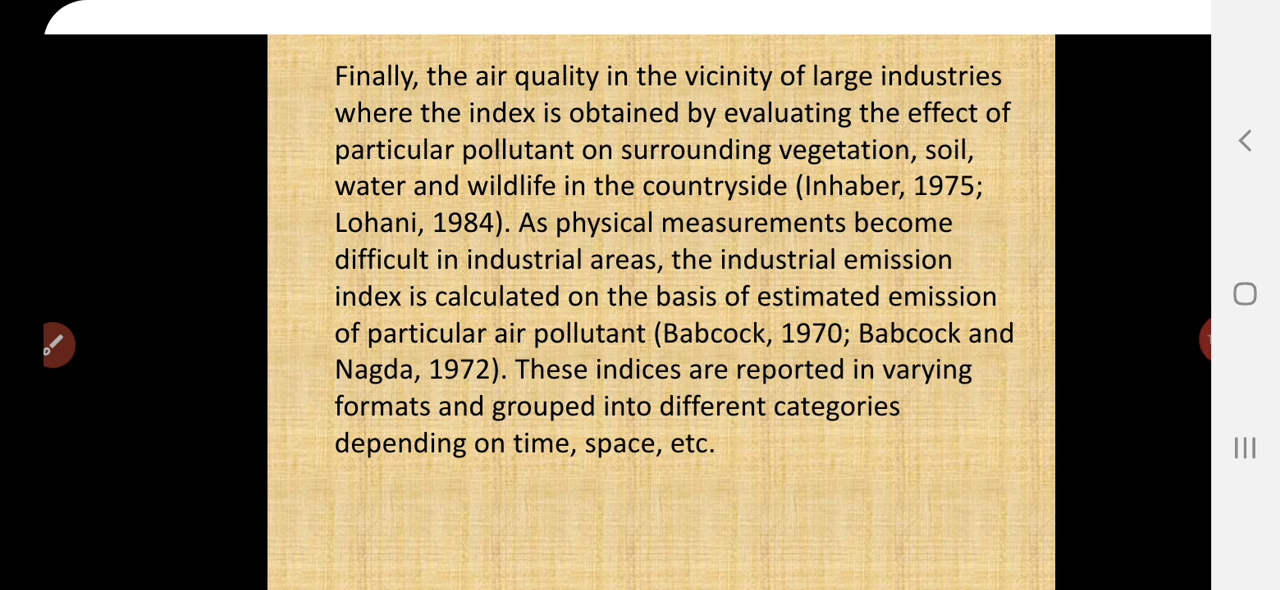 Finally, the air quality in the vicinity of large industries
where the index is obtained by evaluating the effect of
particular pollutant on surrounding vegetation, soil,
water and wildlife in the countryside (Inhaber, 1975;
Lohani, 1984). As physical measurements become
difficult in industrial areas, the industrial emission
index is calculated on the basis of estimated emission
of particular air pollutant (Babcock, 1970; Babcock and
Nagda, 1972). These indices are reported in varying
formats and grouped into different categories
depending on time, space, etc.